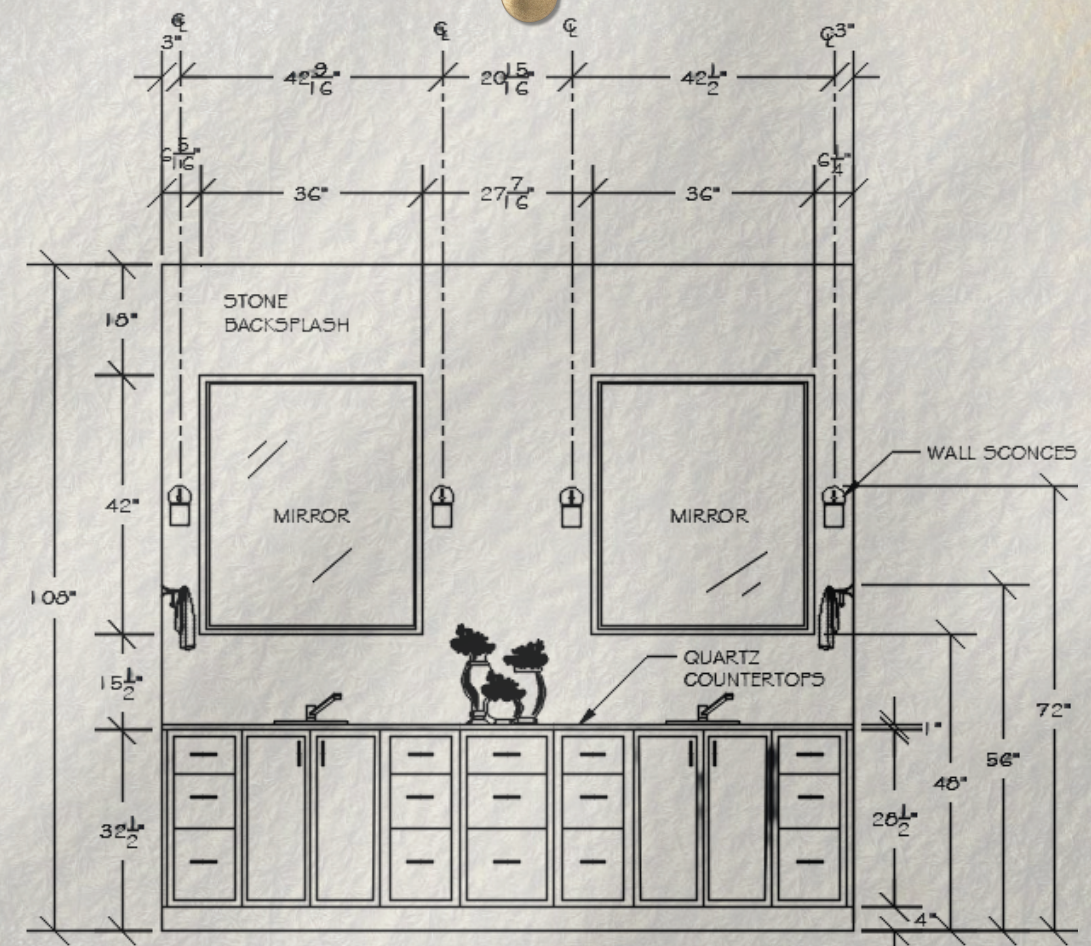 ℄ ℄ ℄ ℄
3" 3"
42 9/16" 20 15/16" 42 1/2"
6 5/16" 6 1/4"
36" 27 7/16" 36"
STONE
BACKSPLASH
18"
WALL SCONCES
42"
MIRROR MIRROR
108"
QUARTZ
COUNTERTOPS
15 1/2"
72"
1"
56"
48"
28 1/2"
32 1/2"
4"